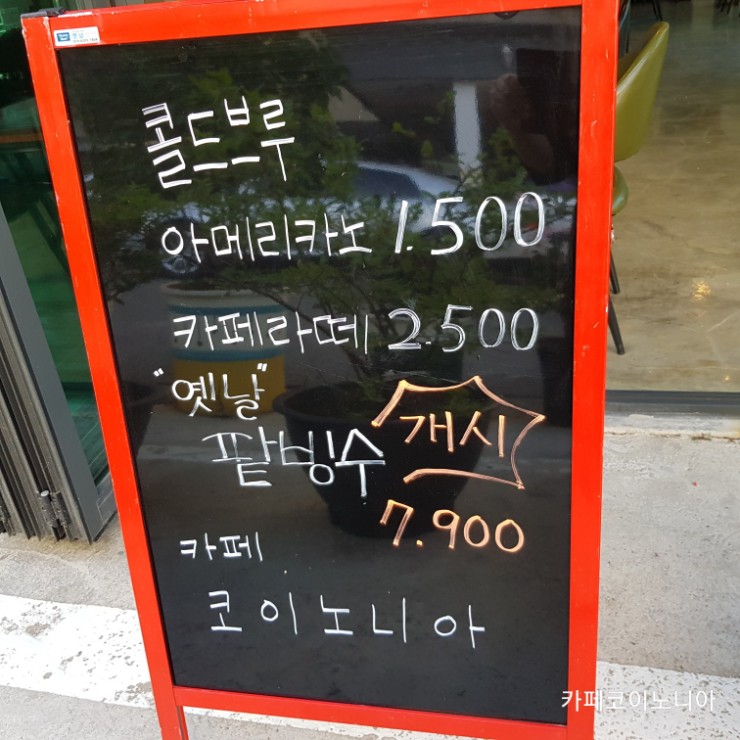 콜드브루
아메리카노 1.500
카페라떼 2.500
"옛날"
팥빙수 개시
7.900
카페
코이노니아
카페코이노니아